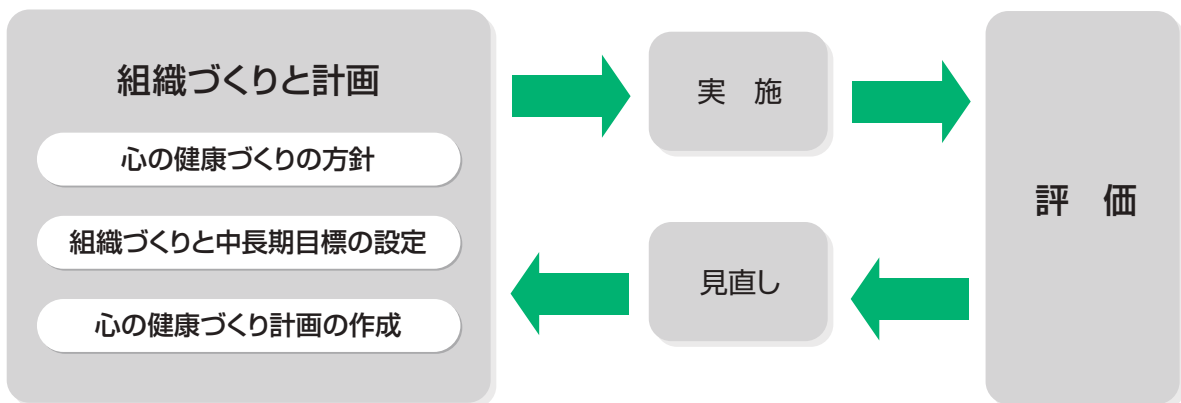 組織づくりと計画
心の健康づくりの方針
組織づくりと中長期目標の設定
心の健康づくり計画の作成
実　施
評　価
見直し